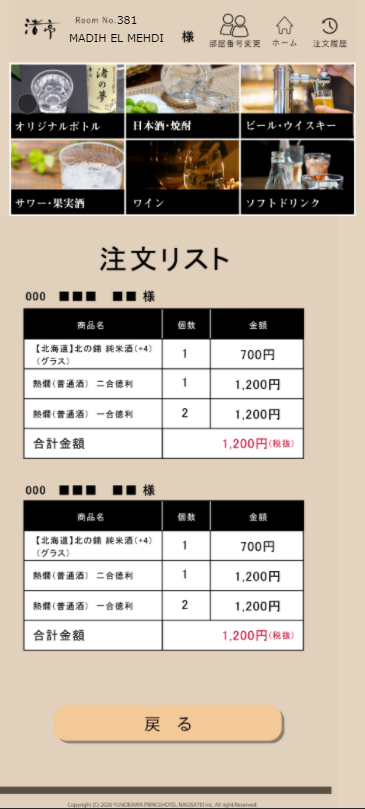 渚亭
Room No.381
MADIH EL MEHDI 様
部屋番号変更 ホーム 注文履歴
渚の夢
オリジナルボトル 日本酒・焼酎 ビール・ウイスキー
サワー・果実酒 ワイン ソフトドリンク
注文リスト
000 ■■■ ■■ 様
商品名 個数 金額
【北海道】北の錦 純米酒(+4) 1 700円
(グラス)
熱燗(普通酒) 二合徳利 1 1,200円
熱燗(普通酒) 一合徳利 2 1,200円
合計金額 1,200円(税抜)
000 ■■■ ■■ 様
商品名 個数 金額
【北海道】北の錦 純米酒(+4) 1 700円
(グラス)
熱燗(普通酒) 二合徳利 1 1,200円
熱燗(普通酒) 一合徳利 2 1,200円
合計金額 1,200円(税抜)
戻 る
Copyright (C) 2020 YUNOKAWA PRINCEHOTEL NAGISATEI Inc. All right Reserved.